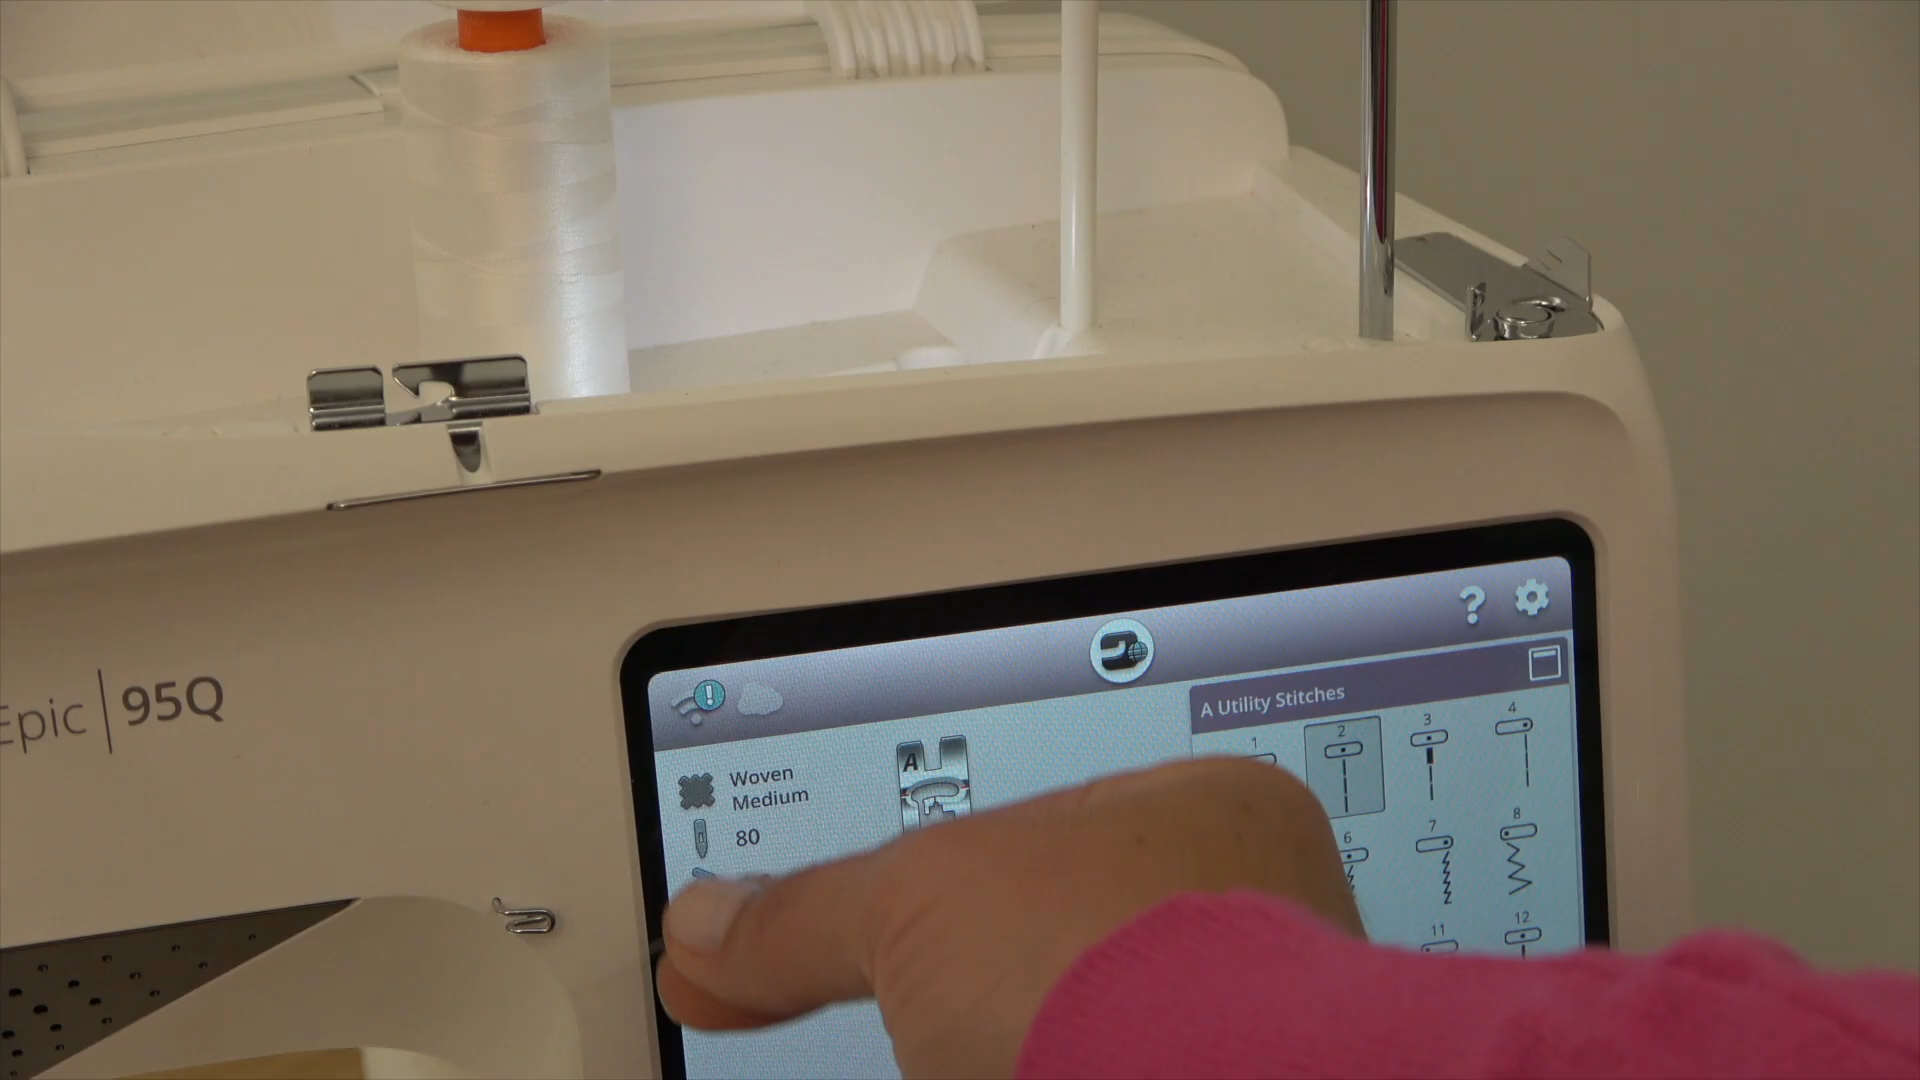 Epic | 95Q
A Utility Stitches
1 2 3 4
Woven
Medium
A
80
6 7 8
11 12